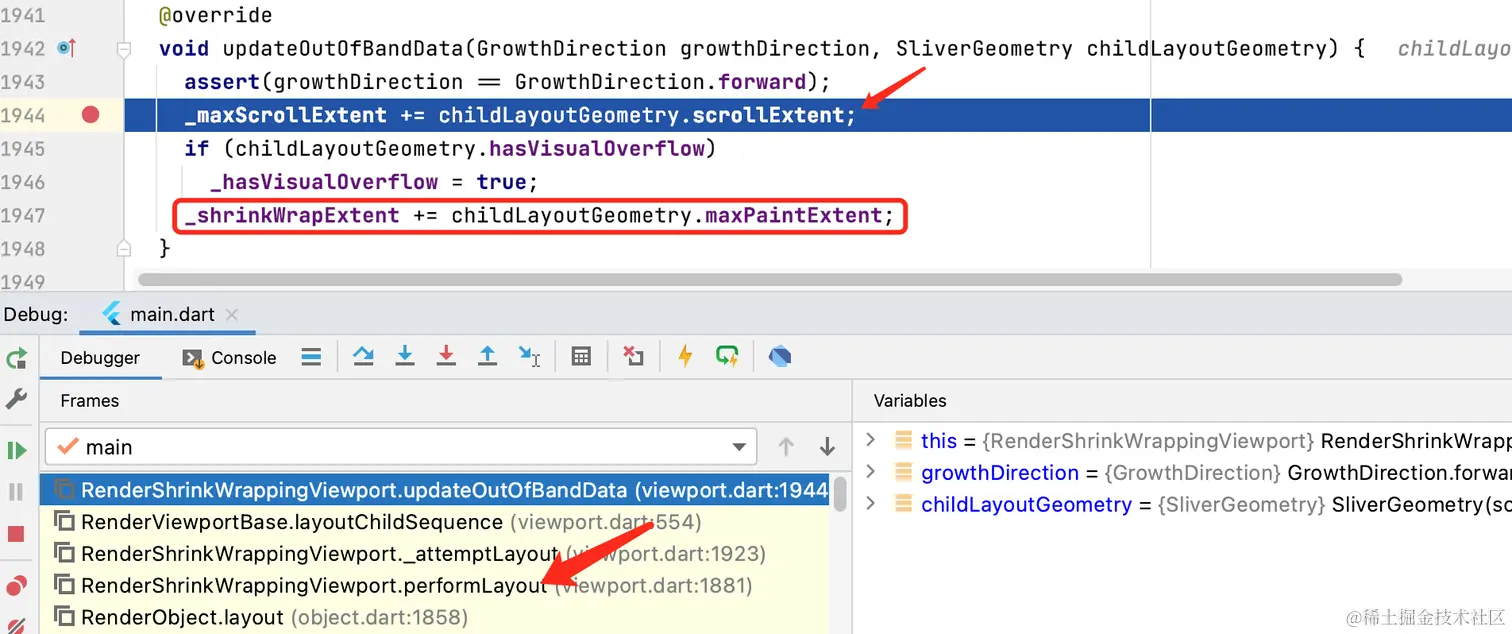 1941 @override
1942 void updateOutOfBandData(GrowthDirection growthDirection, SliverGeometry childLayoutGeometry) { childLayo
1943 assert(growthDirection == GrowthDirection.forward);
1944 _maxScrollExtent += childLayoutGeometry.scrollExtent;
1945 if (childLayoutGeometry.hasVisualOverflow)
1946 _hasVisualOverflow = true;
1947 _shrinkWrapExtent += childLayoutGeometry.maxPaintExtent;
1948 }
1949
Debug: main.dart
Debugger Console
Frames
Variables
main
RenderShrinkWrappingViewport.updateOutOfBandData (viewport.dart:1944
RenderViewportBase.layoutChildSequence (viewport.dart:554)
RenderShrinkWrappingViewport._attemptLayout (viewport.dart:1923)
RenderShrinkWrappingViewport.performLayout (viewport.dart:1881)
RenderObject.layout (object.dart:1858)
this = {RenderShrinkWrappingViewport} RenderShrinkWrapp
growthDirection = {GrowthDirection} GrowthDirection.forwa
childLayoutGeometry = {SliverGeometry} SliverGeometry(sc
@稀土掘金技术社区